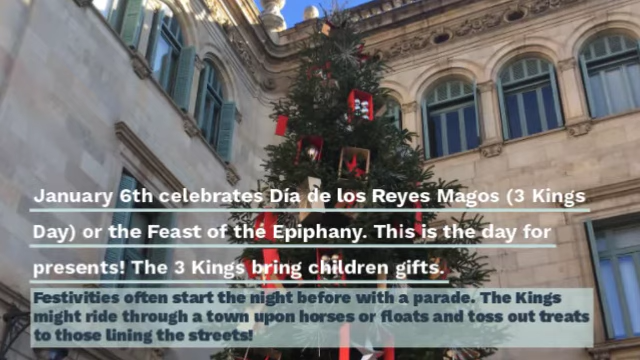 January 6th celebrates Día de los Reyes Magos (3 Kings
Day) or the Feast of the Epiphany. This is the day for
presents! The 3 Kings bring children gifts.
Festivities often start the night before with a parade. The Kings
might ride through a town upon horses or floats and toss out treats
to those lining the streets!